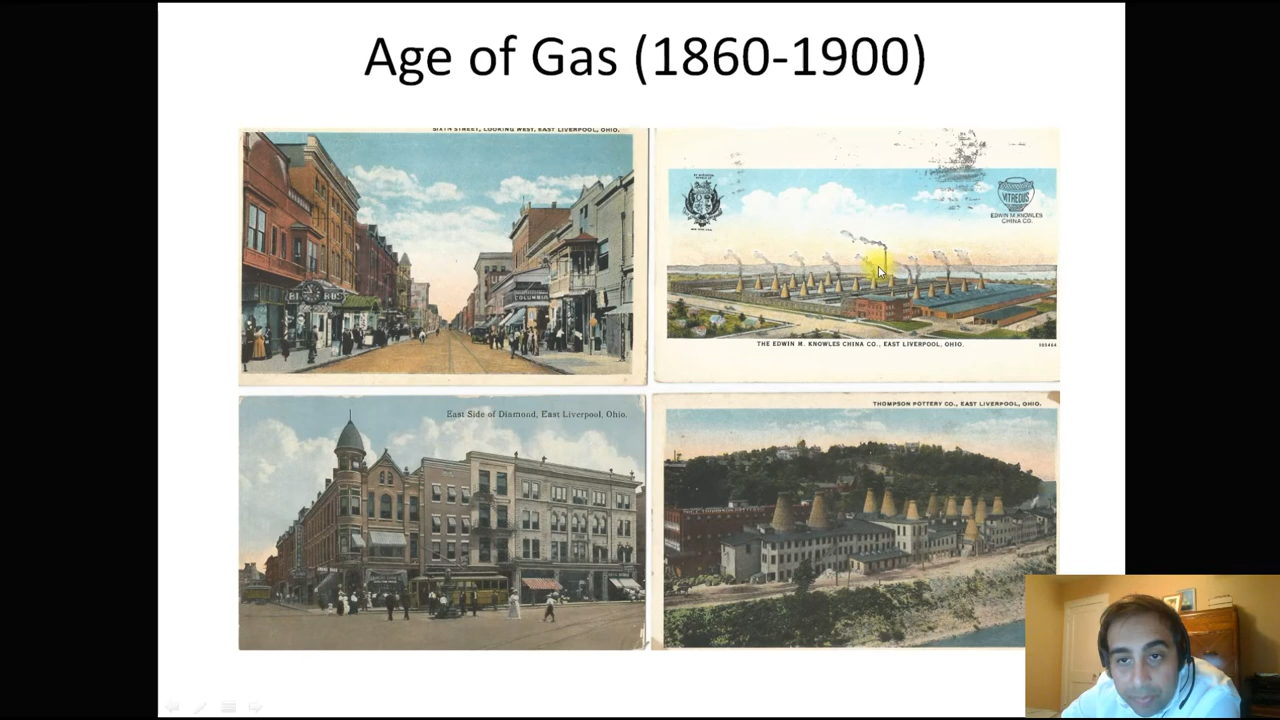 Age of Gas (1860-1900)
SIXTH STREET, LOOKING WEST, EAST LIVERPOOL, OHIO.
COLUMBIA
VITREOUS
EDWIN M. KNOWLES
CHINA CO.
THE EDWIN M. KNOWLES CHINA CO., EAST LIVERPOOL, OHIO.
East Side of Diamond, East Liverpool, Ohio.
THOMPSON POTTERY CO., EAST LIVERPOOL, OHIO.